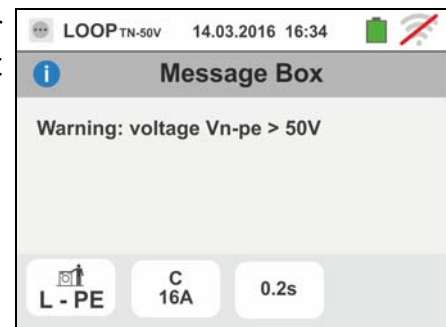 LOOP TN-50V 14.03.2016 16:34
i Message Box
Warning: voltage Vn-pe > 50V
L - PE
C
16A
0.2s